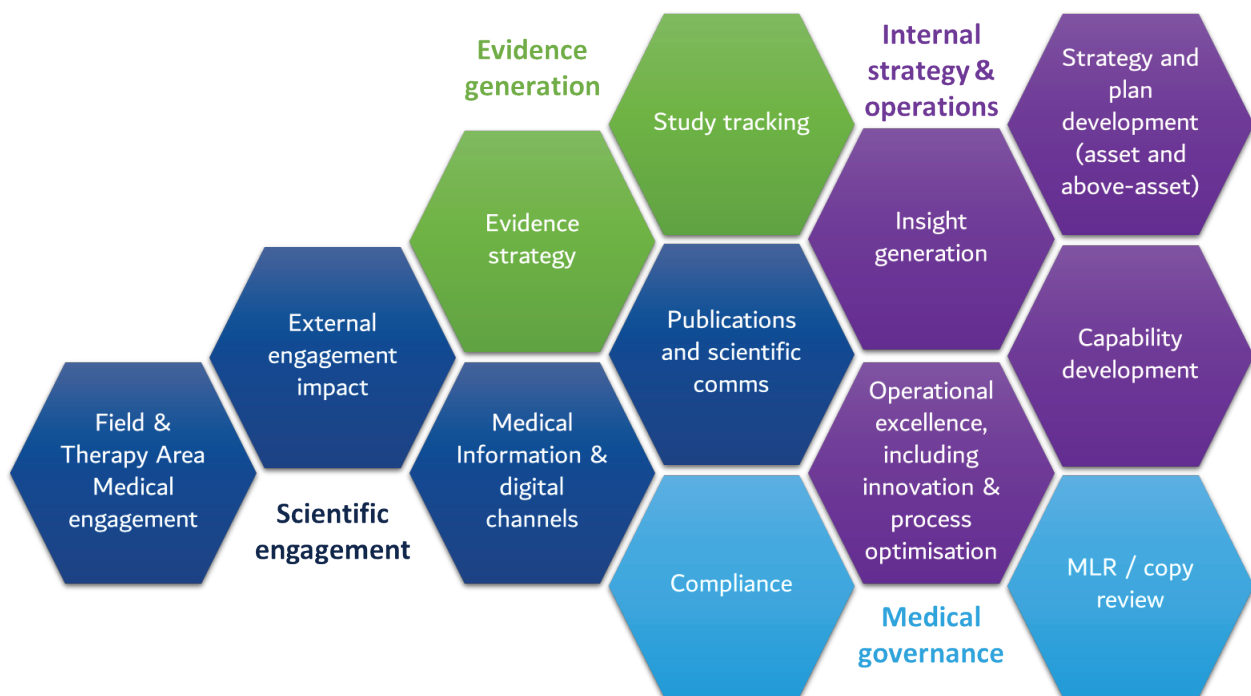 Evidence
generation
Study tracking
Internal
strategy &
operations
Strategy and
plan
development
(asset and
above-asset)
Evidence
strategy
Insight
generation
External
engagement
impact
Publications
and scientific
comms
Capability
development
Field &
Therapy Area
Medical
engagement
Scientific
engagement
Medical
Information &
digital
channels
Operational
excellence,
including
innovation &
process
optimisation
Compliance
Medical
governance
MLR / copy
review